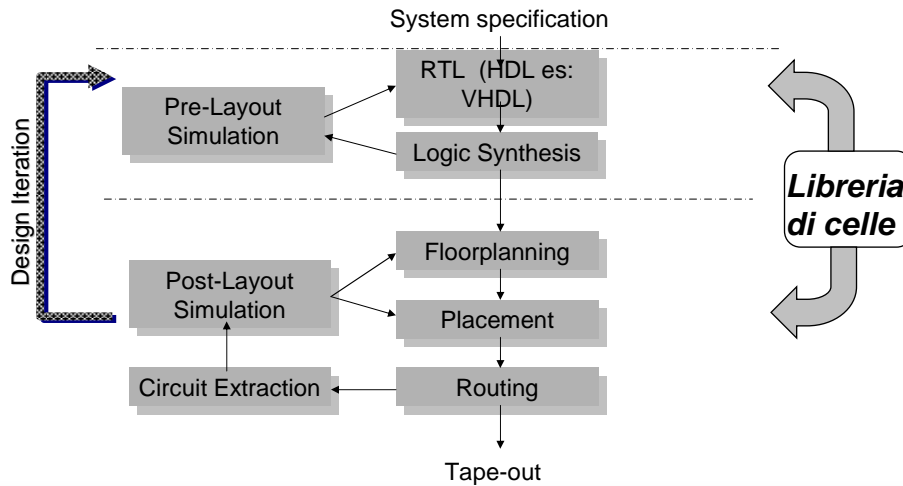 System specification
RTL (HDL es:
VHDL)
Pre-Layout
Simulation
Logic Synthesis
Design Iteration
Libreria
di celle
Floorplanning
Post-Layout
Simulation
Placement
Circuit Extraction
Routing
Tape-out